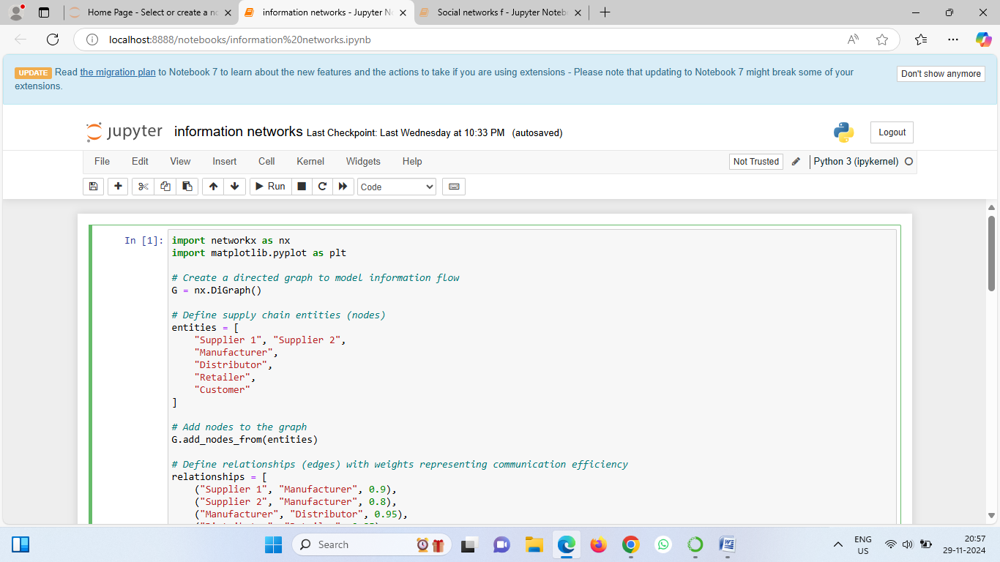 Home Page - Select or create a no
information networks - Jupyter No
Social networks f - Jupyter Noteb
localhost:8888/notebooks/information%20networks.ipynb
UPDATE Read the migration plan to Notebook 7 to learn about the new features and the actions to take if you are using extensions - Please note that updating to Notebook 7 might break some of your
extensions.
Don't show anymore
jupyter information networks Last Checkpoint: Last Wednesday at 10:33 PM (autosaved)
Logout
File Edit View Insert Cell Kernel Widgets Help
Not Trusted Python 3 (ipykernel)
Run Code
In [1]: import networkx as nx
import matplotlib.pyplot as plt
# Create a directed graph to model information flow
G = nx.DiGraph()
# Define supply chain entities (nodes)
entities = [
"Supplier 1", "Supplier 2",
"Manufacturer",
"Distributor",
"Retailer",
"Customer"
]
# Add nodes to the graph
G.add_nodes_from(entities)
# Define relationships (edges) with weights representing communication efficiency
relationships = [
("Supplier 1", "Manufacturer", 0.9),
("Supplier 2", "Manufacturer", 0.8),
("Manufacturer", "Distributor", 0.95),
Search
ENG
US
20:57
29-11-2024